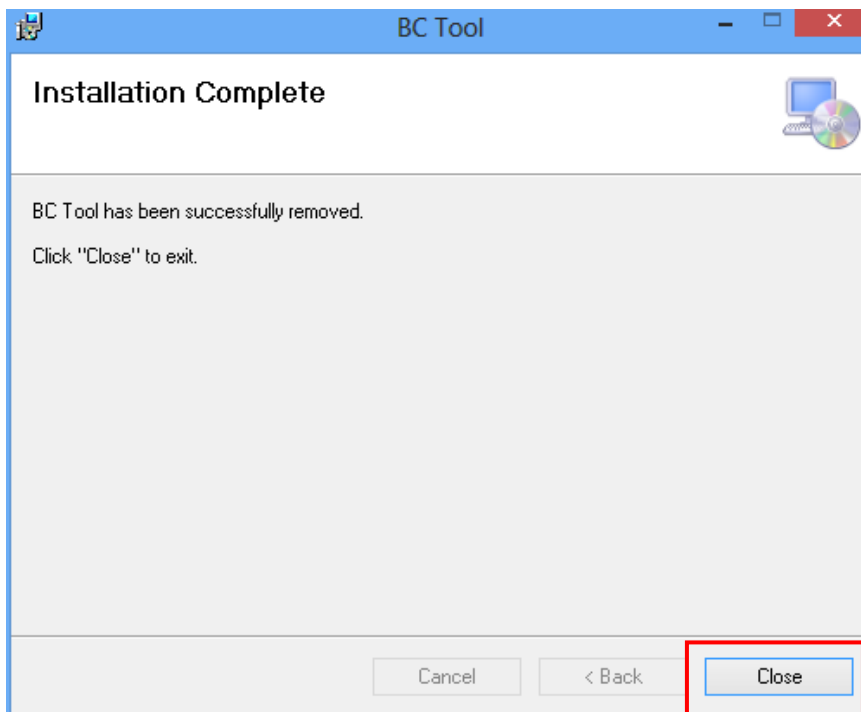 BC Tool
Installation Complete
BC Tool has been successfully removed.
Click "Close" to exit.
Cancel
< Back
Close